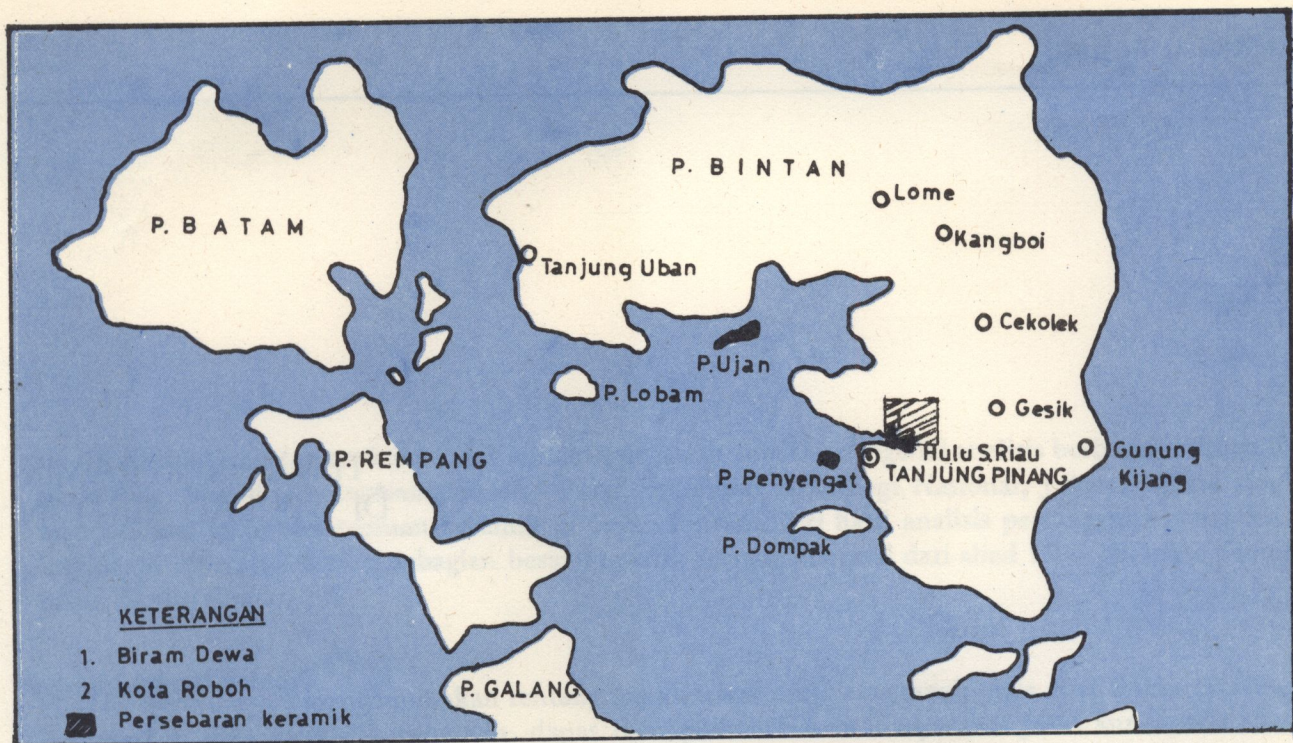 P. BINTAN
Lome
P. BATAM
Kangboi
Tanjung Uban
Cekolek
P. Ujan
P. Lobam
Gesik
P. REMPANG
Hulu S. Riau
Gunung
Kijang
P. Penyengat
TANJUNG PINANG
P. Dompak
KETERANGAN
1. Biram Dewa
2 Kota Roboh
Persebaran keramik
P. GALANG